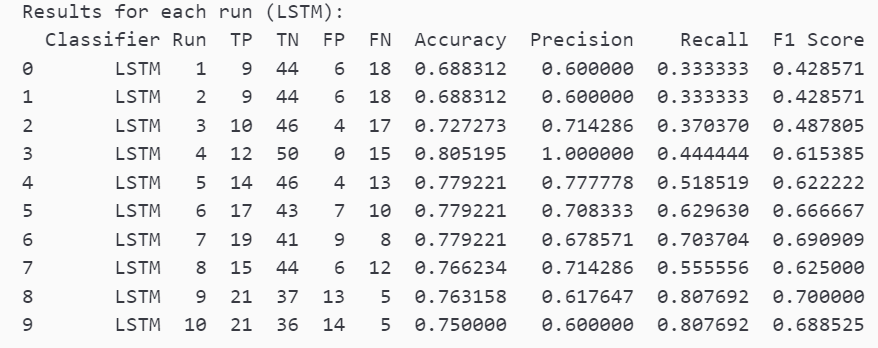 Results for each run (LSTM):
Classifier Run TP TN FP FN Accuracy Precision Recall F1 Score
0 LSTM 1 9 44 6 18 0.688312 0.600000 0.333333 0.428571
1 LSTM 2 9 44 6 18 0.688312 0.600000 0.333333 0.428571
2 LSTM 3 10 46 4 17 0.727273 0.714286 0.370370 0.487805
3 LSTM 4 12 50 0 15 0.805195 1.000000 0.444444 0.615385
4 LSTM 5 14 46 4 13 0.779221 0.777778 0.518519 0.622222
5 LSTM 6 17 43 7 10 0.779221 0.708333 0.629630 0.666667
6 LSTM 7 19 41 9 8 0.779221 0.678571 0.703704 0.690909
7 LSTM 8 15 44 6 12 0.766234 0.714286 0.555556 0.625000
8 LSTM 9 21 37 13 5 0.763158 0.617647 0.807692 0.700000
9 LSTM 10 21 36 14 5 0.750000 0.600000 0.807692 0.688525